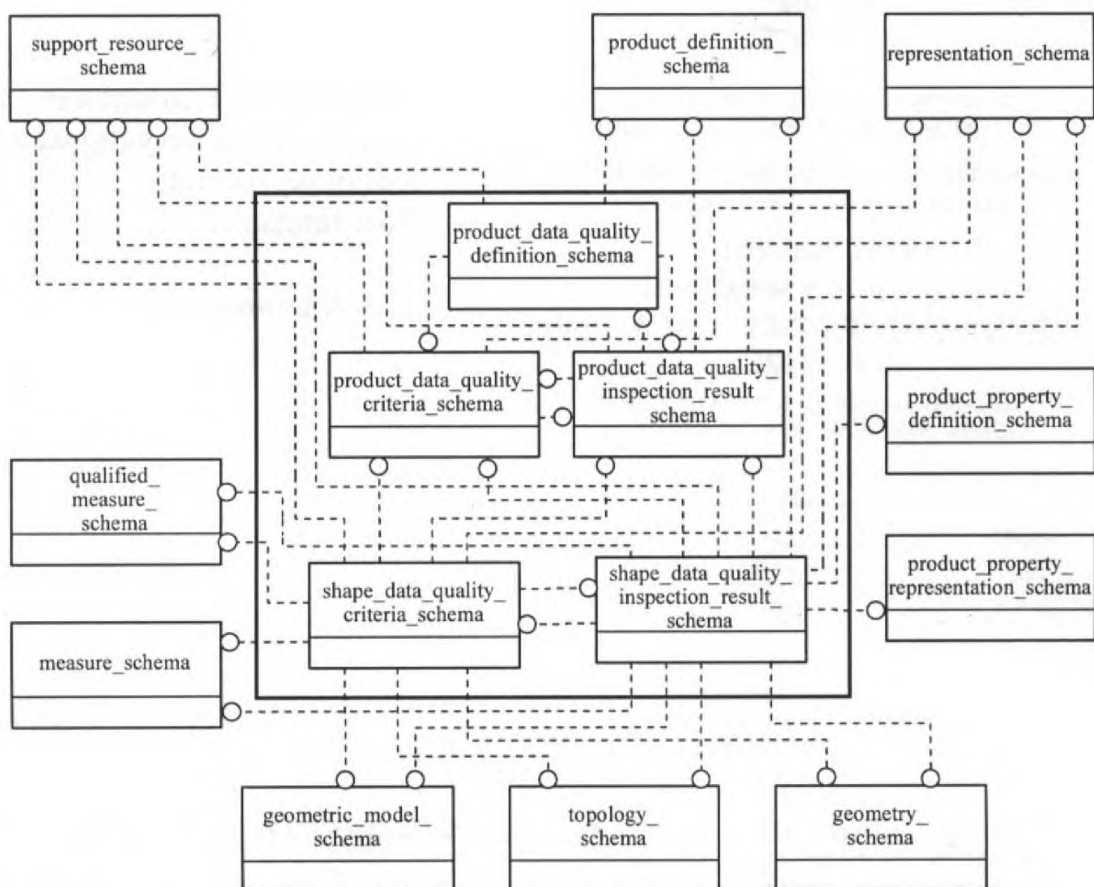 support_resource_
schema
product_definition_
schema
representation_schema
product_data_quality_
definition_schema
product_data_quality_
criteria_schema
product_data_quality_
inspection_result
schema
product_property_
definition_schema
qualified_
measure_
schema
product_property_
representation_schema
shape_data_quality_
criteria_schema
shape_data_quality_
inspection_result_
schema
measure_schema
geometric_model_
schema
topology_
schema
geometry_
schema